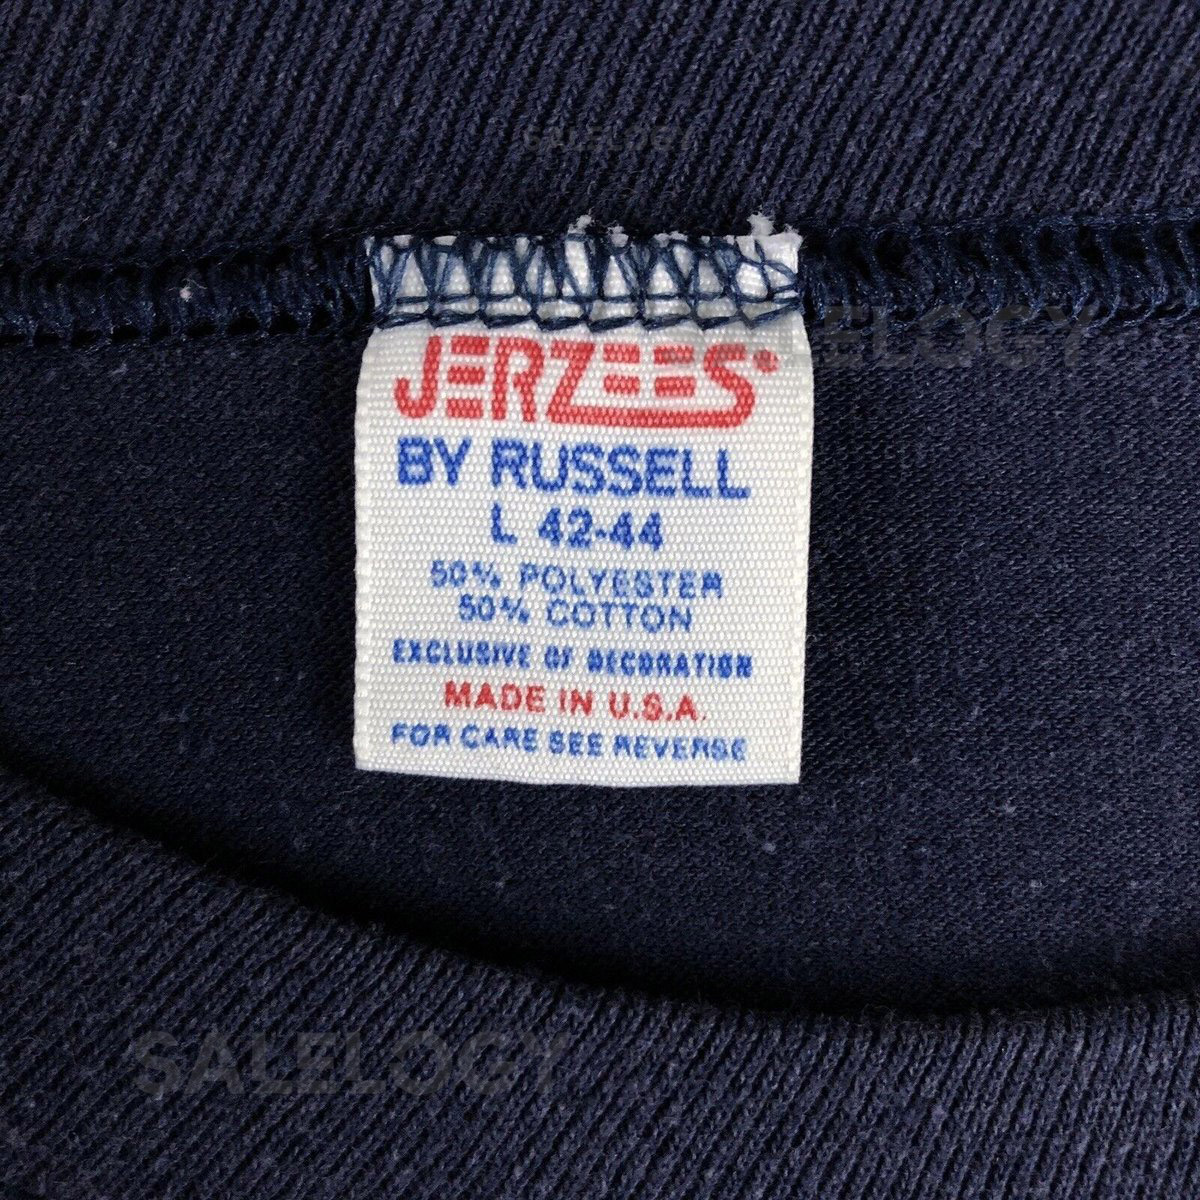 SALELOGY
JERZEES®
ELOGY
BY RUSSELL
L 42-44
50% POLYESTER
50% COTTON
EXCLUSIVE OF DECORATION
MADE IN U.S.A.
FOR CARE SEE REVERSE
SALELOGY